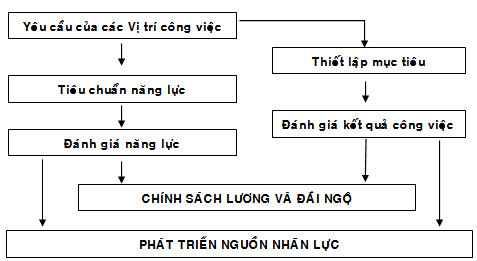 Yêu cầu của các Vị trí công việc
Thiết lập mục tiêu
Tiêu chuẩn năng lực
Đánh giá kết quả công việc
Đánh giá năng lực
CHÍNH SÁCH LƯƠNG VÀ ĐÃI NGỘ
PHÁT TRIỂN NGUỒN NHÂN LỰC